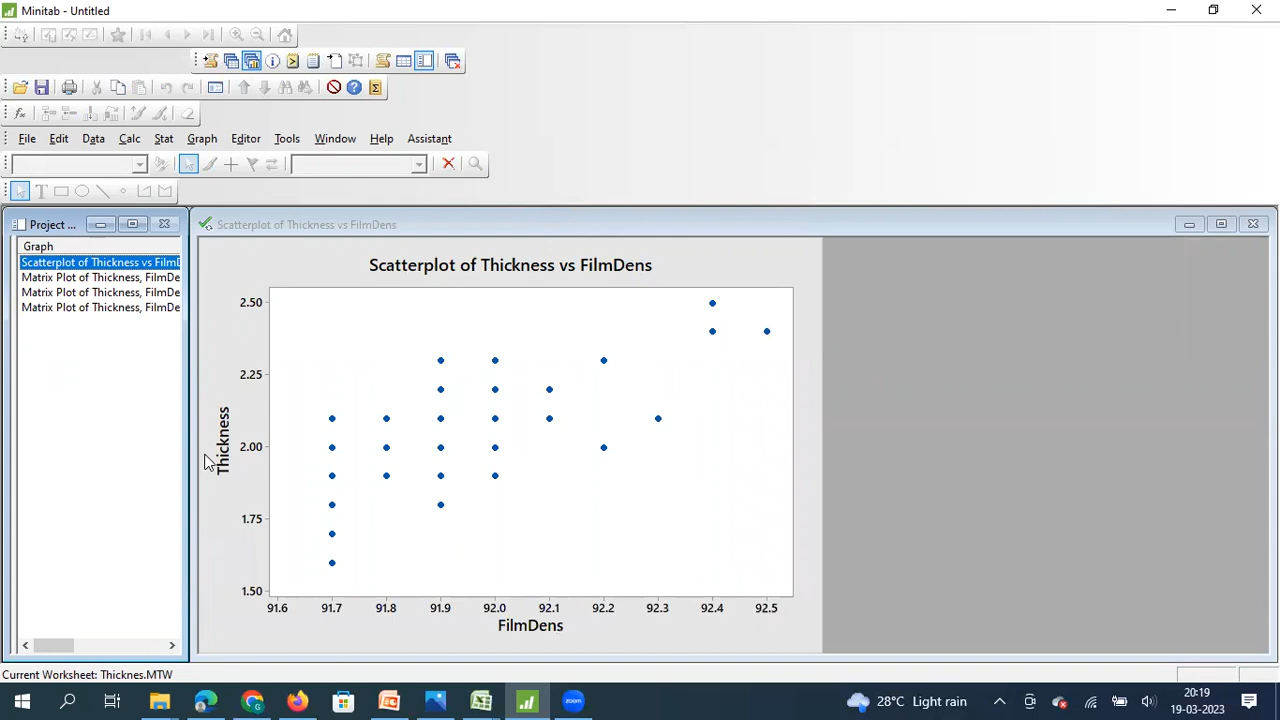 Minitab - Untitled
File Edit Data Calc Stat Graph Editor Tools Window Help Assistant
Project ...
Scatterplot of Thickness vs FilmDens
Graph
Scatterplot of Thickness vs FilmD
Matrix Plot of Thickness, FilmDe
Matrix Plot of Thickness, FilmDe
Matrix Plot of Thickness, FilmDe
Scatterplot of Thickness vs FilmDens
2.50
2.25
2.00
1.75
1.50
Thickness
91.6 91.7 91.8 91.9 92.0 92.1 92.2 92.3 92.4 92.5
FilmDens
Current Worksheet: Thicknes.MTW
zoom
28°C Light rain
20:19
19-03-2023